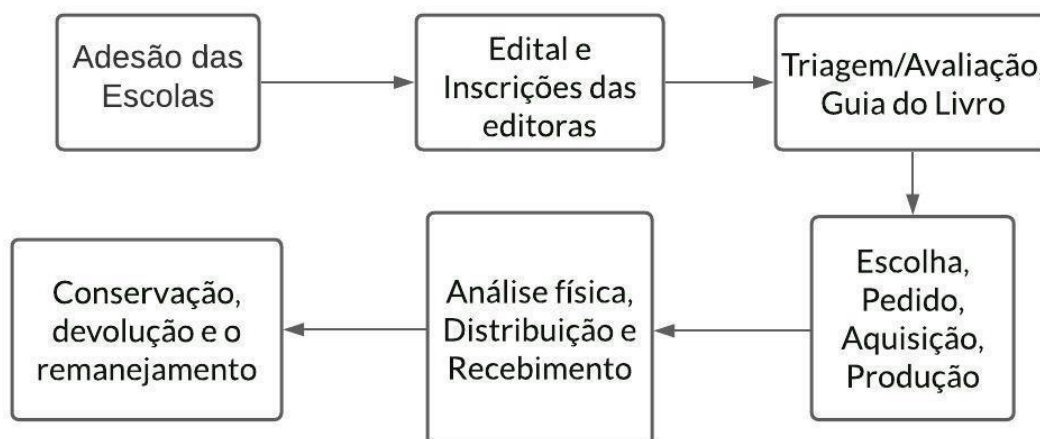 Adesão das
Escolas
Edital e
Inscrições das
editoras
Triagem/Avaliação,
Guia do Livro
Escolha,
Pedido,
Aquisição,
Produção
Análise física,
Distribuição e
Recebimento
Conservação,
devolução e o
remanejamento